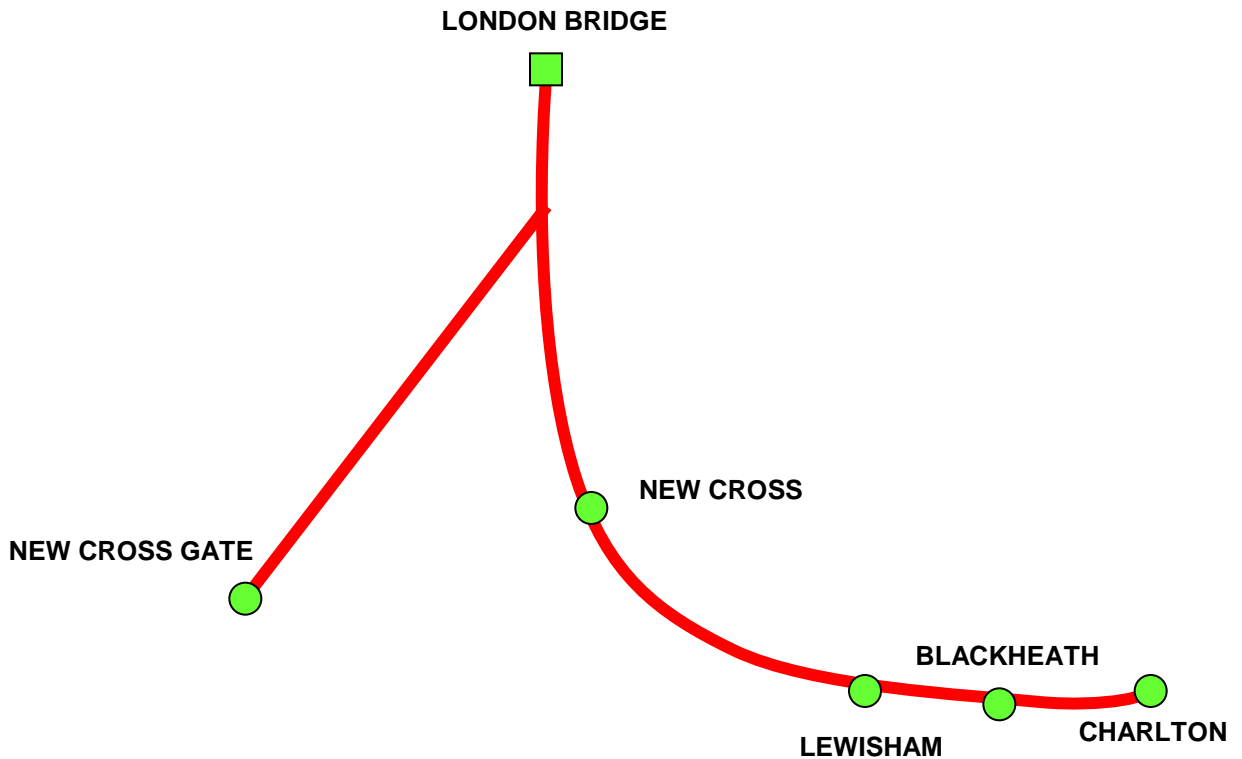 LONDON BRIDGE
NEW CROSS
NEW CROSS GATE
BLACKHEATH
CHARLTON
LEWISHAM